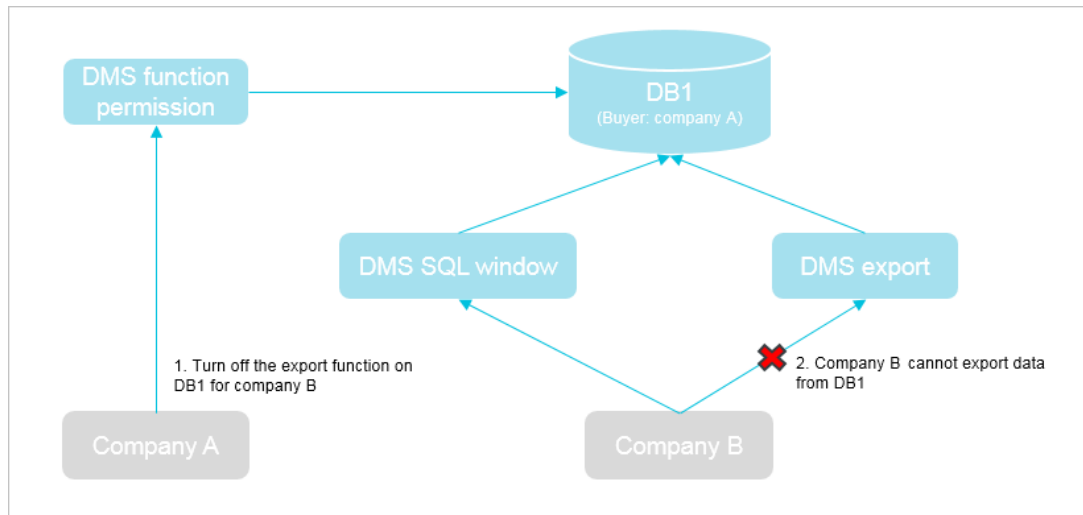 DMS function
permission
DB1
(Buyer: company A)
DMS SQL window
DMS export
1. Turn off the export function on
DB1 for company B
2. Company B cannot export data
from DB1
Company A
Company B